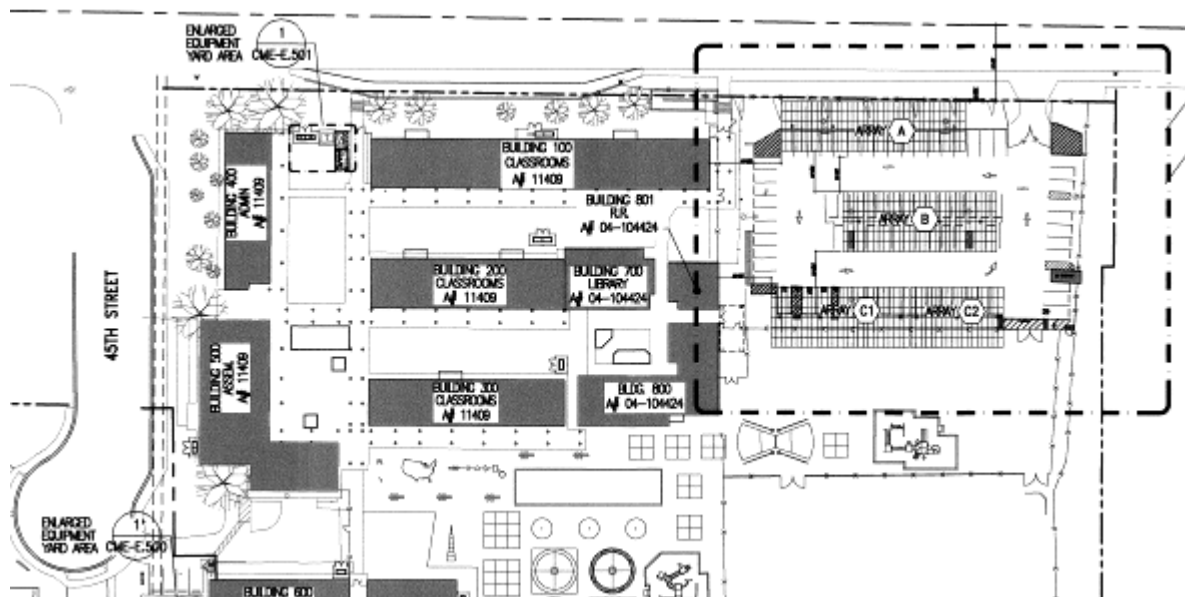 ENLARGED
EQUIPMENT
YARD AREA
1
CME-E.501
BUILDING 100
CLASSROOMS
A# 11409
ARRAY A
BUILDING 400
ADMIN
A# 11409
BUILDING 801
R.R.
A# 04-104424
ARRAY B
BUILDING 200
CLASSROOMS
A# 11409
BUILDING 700
LIBRARY
A# 04-104424
45TH STREET
ARRAY C1
ARRAY C2
BUILDING 500
ASSEM.
A# 11409
BUILDING 300
CLASSROOMS
A# 11409
BLDG. 800
A# 04-104424
ENLARGED
EQUIPMENT
YARD AREA
1
CME-E.500
BUILDING 600